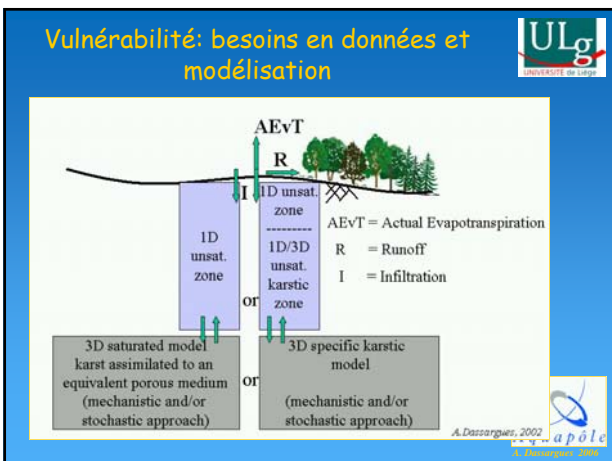 Vulnérabilité: besoins en données et
modélisation
ULg
UNIVERSITÉ de Liège
AEvT
R
I
1D
unsat.
zone
or
1D unsat.
zone
--------
1D/3D
unsat.
karstic
zone
AEvT = Actual Evapotranspiration
R = Runoff
I = Infiltration
3D saturated model
karst assimilated to an
equivalent porous medium
(mechanistic and/or
stochastic approach)
or
3D specific karstic
model
(mechanistic and/or
stochastic approach)
A.Dassargues, 2002
Aquapôle
A. Dassargues 2006